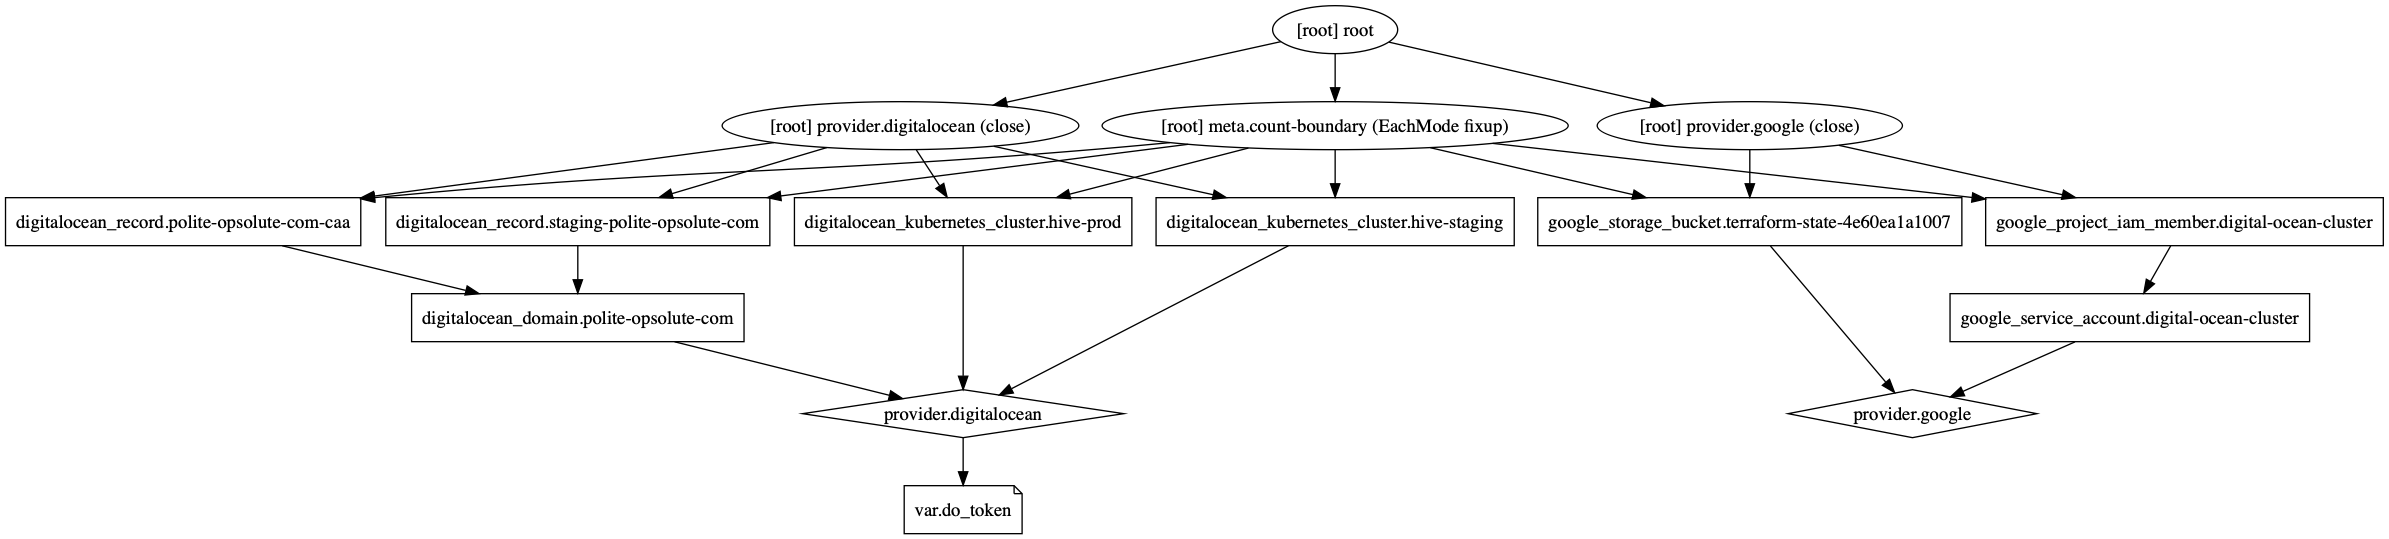 [root] root
[root] provider.digitalocean (close)
[root] meta.count-boundary (EachMode fixup)
[root] provider.google (close)
digitalocean_record.polite-opsolute-com-caa
digitalocean_record.staging-polite-opsolute-com
digitalocean_kubernetes_cluster.hive-prod
digitalocean_kubernetes_cluster.hive-staging
google_storage_bucket.terraform-state-4e60ea1a1007
google_project_iam_member.digital-ocean-cluster
digitalocean_domain.polite-opsolute-com
google_service_account.digital-ocean-cluster
provider.digitalocean
provider.google
var.do_token